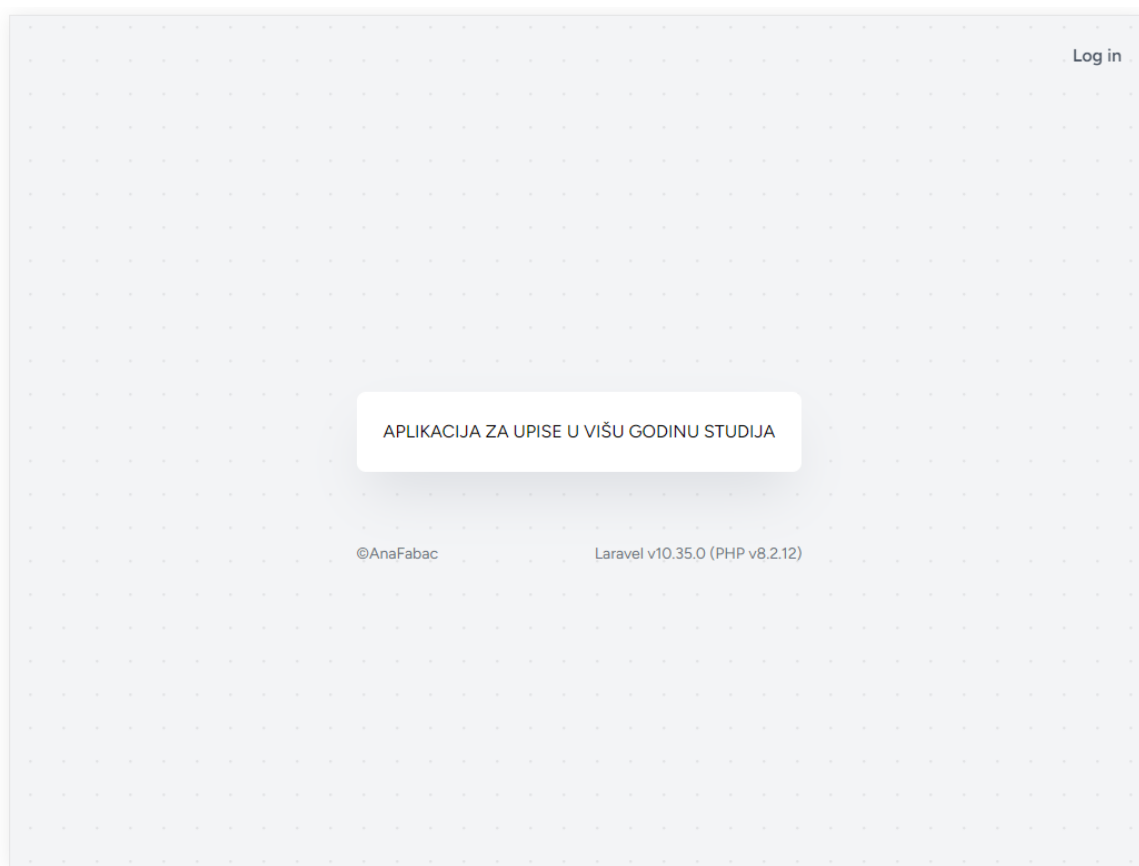 Log in
APLIKACIJA ZA UPISE U VIŠU GODINU STUDIJA
©AnaFabac
Laravel v10.35.0 (PHP v8.2.12)